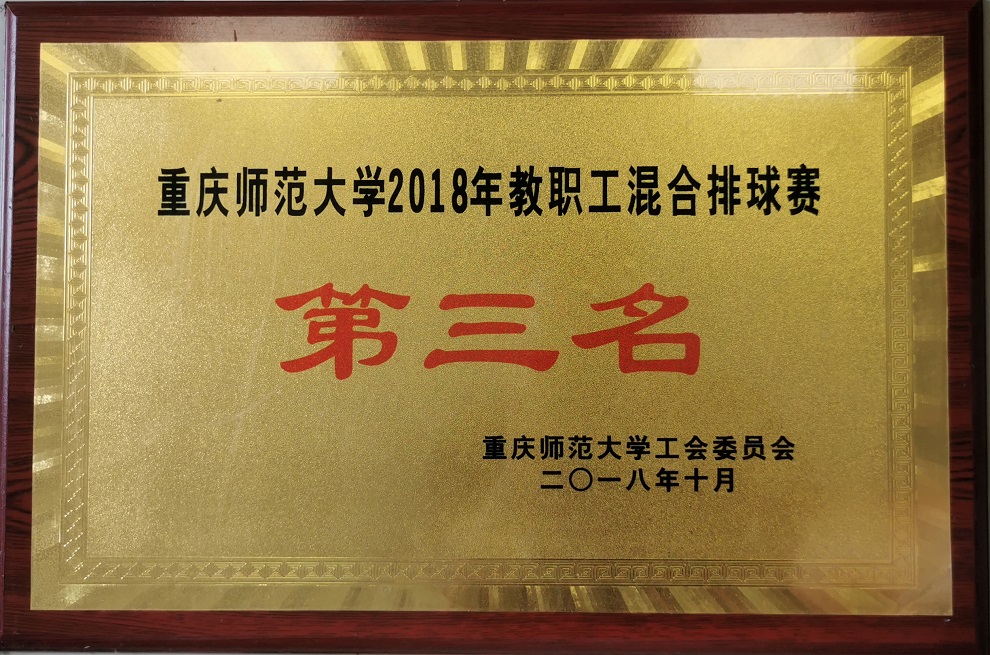 重庆师范大学2018年教职工混合排球赛
第三名
重庆师范大学工会委员会
二〇一八年十月